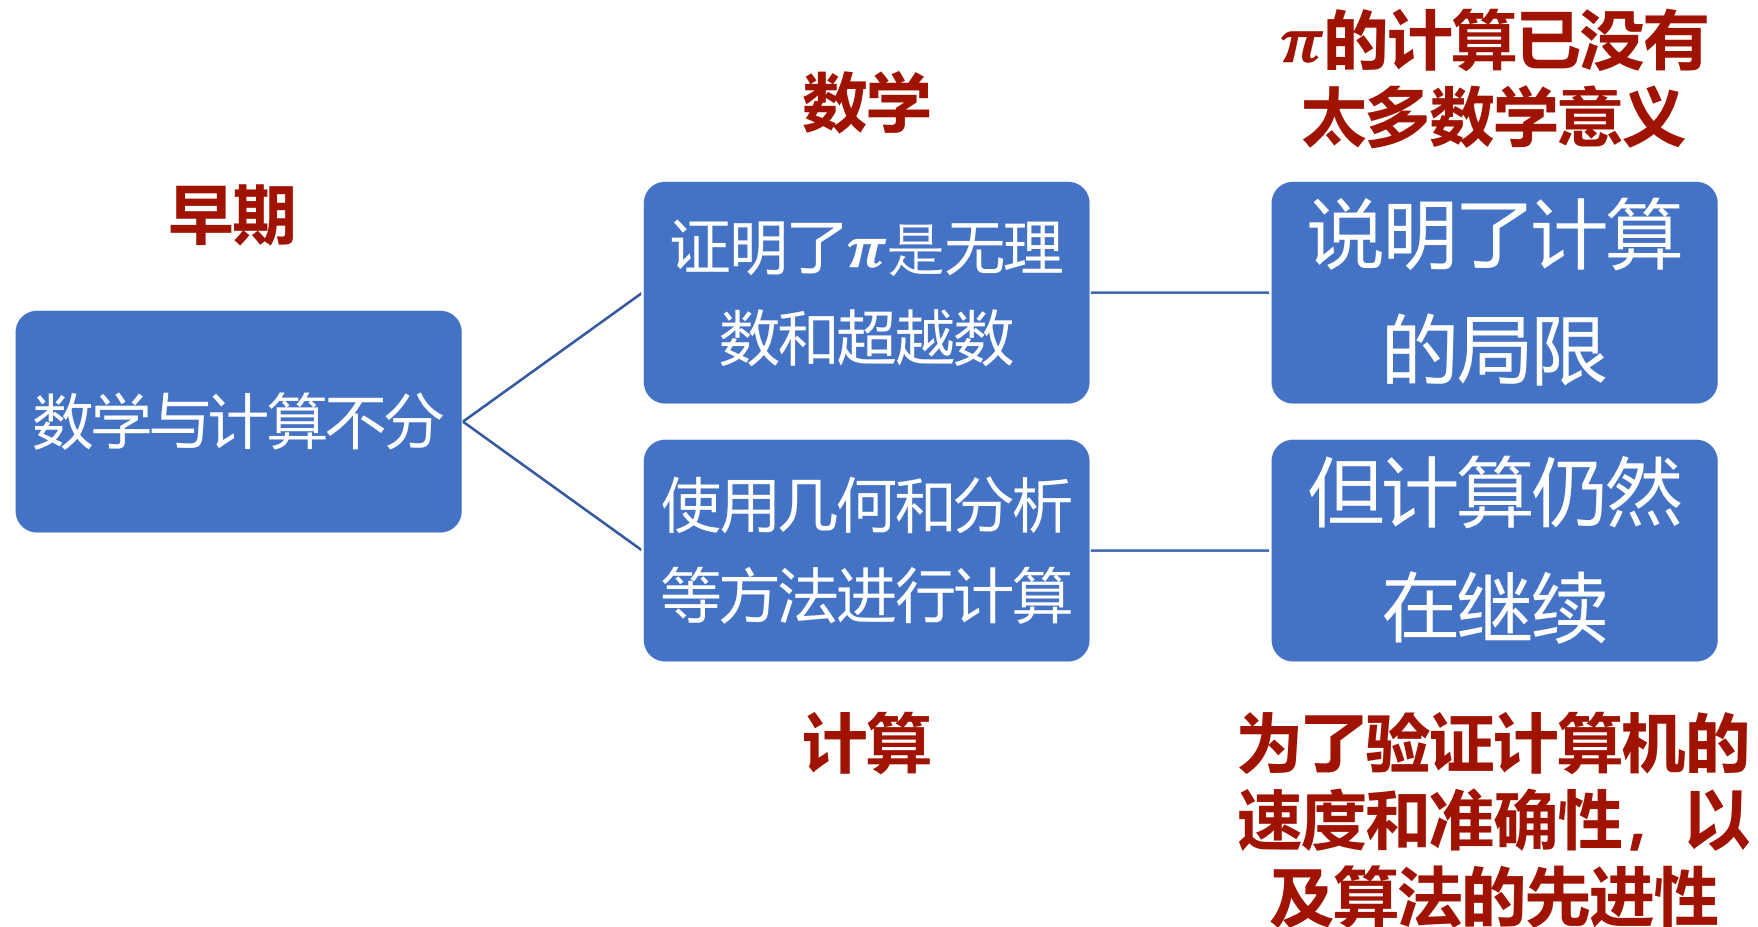 早期
数学与计算不分
数学
证明了π是无理
数和超越数
使用几何和分析
等方法进行计算
计算
π的计算已没有
太多数学意义
说明了计算
的局限
但计算仍然
在继续
为了验证计算机的
速度和准确性，以
及算法的先进性